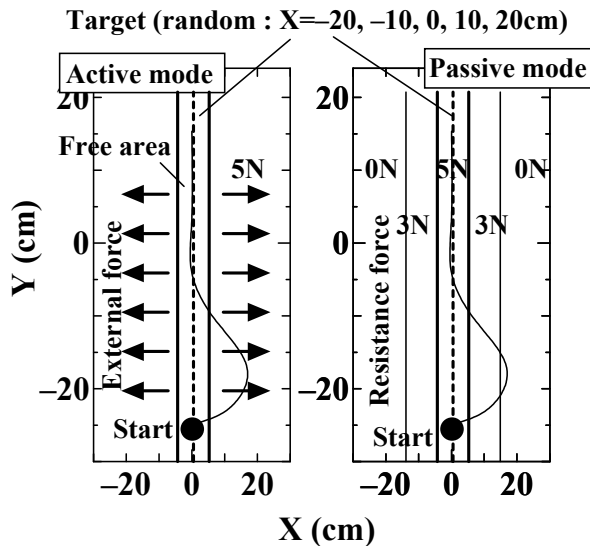 Target (random : X=–20, –10, 0, 10, 20cm)
Active mode
Passive mode
20
Free area
5N
0
–20
External force
Start
–20
0
20
20
0N
5N
0N
3N
3N
0
–20
Resistance force
Start
–20
0
20
Y (cm)
X (cm)